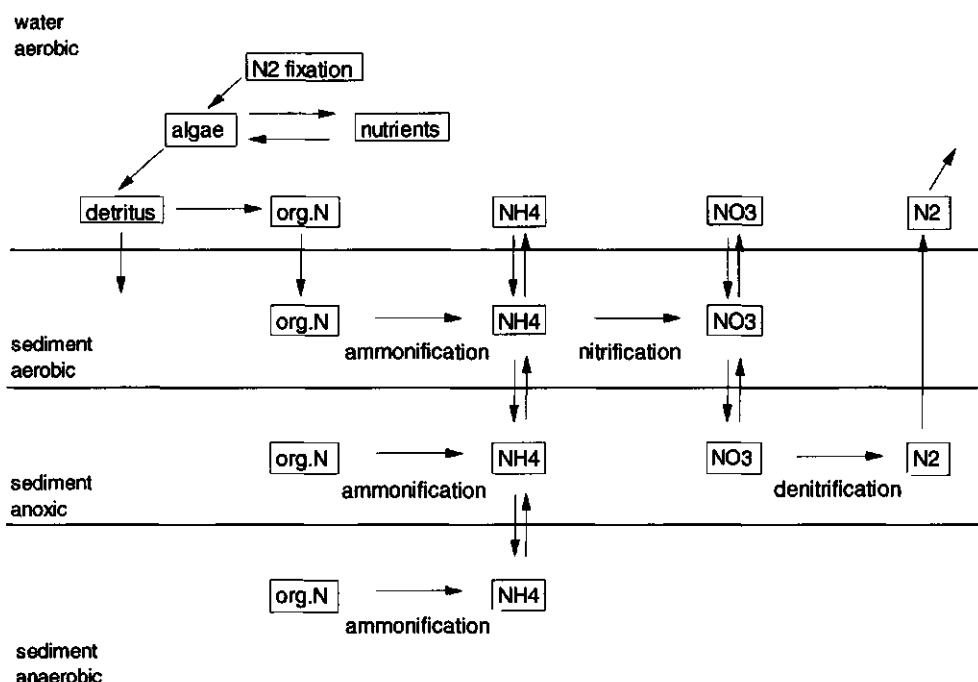 water
aerobic
N2 fixation
algae
nutrients
detritus
org.N
NH4
NO3
N2
org.N
NH4
NO3
ammonification
nitrification
sediment
aerobic
org.N
NH4
NO3
N2
ammonification
denitrification
sediment
anoxic
org.N
NH4
ammonification
sediment
anaerobic